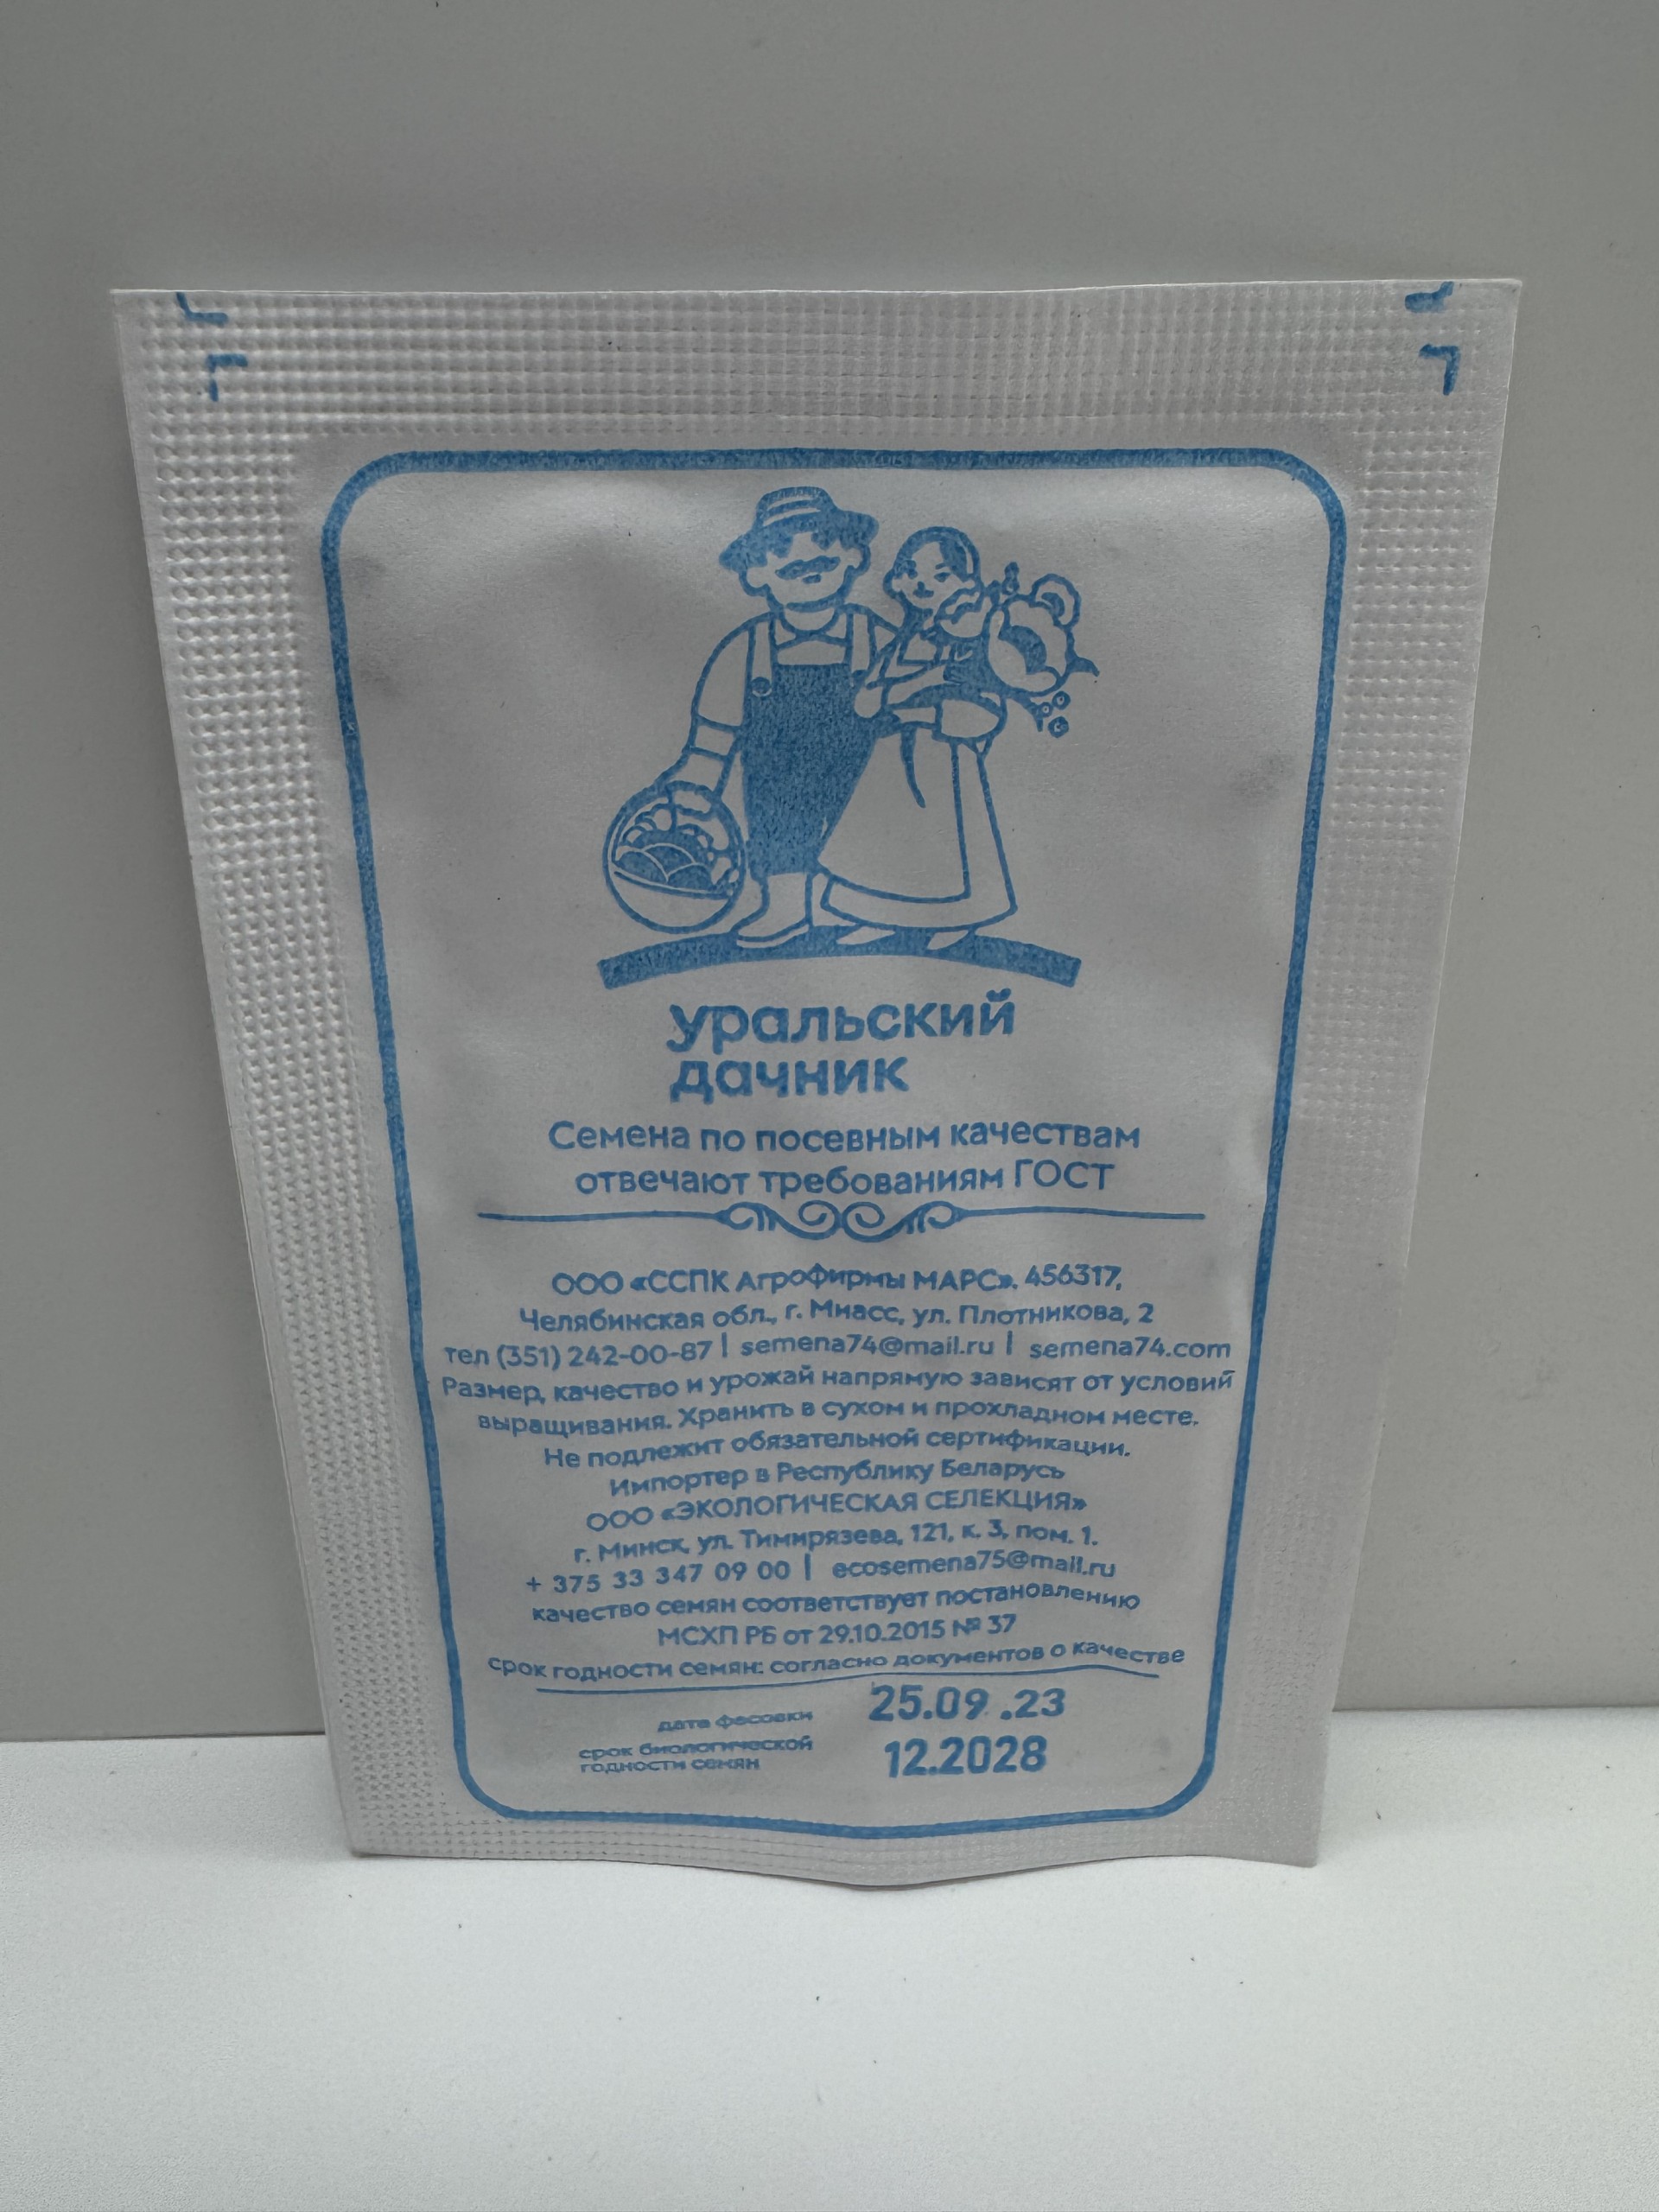 уральский
дачник
Семена по посевным качествам
отвечают требованиям ГОСТ
ООО «ССПК Агрофирмы МАРС». 456317,
Челябинская обл., г. Миасс, ул. Плотникова, 2
тел (351) 242-00-87 | semena74@mail.ru | semena74.com
Размер, качество и урожай напрямую зависят от условий
выращивания. Хранить в сухом и прохладном месте.
Не подлежит обязательной сертификации.
Импортер в Республику Беларусь
ООО «ЭКОЛОГИЧЕСКАЯ СЕЛЕКЦИЯ»
г. Минск, ул. Тимирязева, 121, к. 3, пом. 1.
+ 375 33 347 09 00 | ecosemena75@mail.ru
качество семян соответствует постановлению
МСХП РБ от 29.10.2015 № 37
срок годности семян: согласно документов о качестве
дата фасовки 25.09.23
срок биологической
годности семян 12.2028